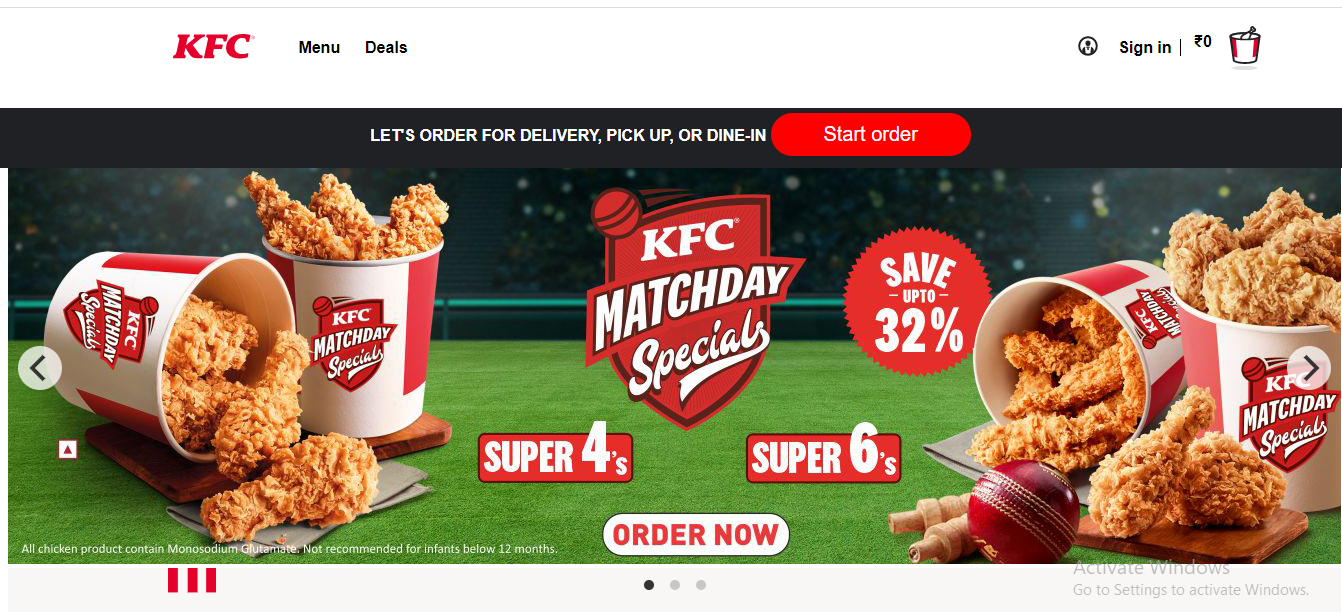 KFC
Menu
Deals
Sign in
₹0
LET'S ORDER FOR DELIVERY, PICK UP, OR DINE-IN
Start order
KFC
MATCHDAY
Specials
KFC
MATCHDAY
Specials
KFC
MATCHDAY
Specials
SAVE
UPTO
32%
KFC
MATCHDAY
Specials
KFC
MATCHDAY
Specials
SUPER 4's
SUPER 6's
ORDER NOW
All chicken product contain Monosodium Glutamate. Not recommended for infants below 12 months.
Activate Windows
Go to Settings to activate Windows.